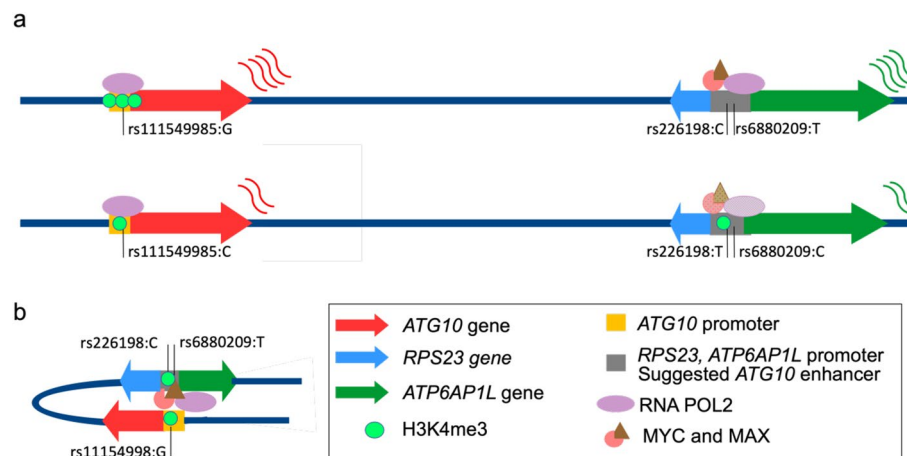 a
rs111549985:G
rs226198:C rs6880209:T
rs111549985:C
rs226198:T rs6880209:C
b
rs226198:C rs6880209:T
rs11154998:G
ATG10 gene
RPS23 gene
ATP6AP1L gene
H3K4me3
ATG10 promoter
RPS23, ATP6AP1L promoter
Suggested ATG10 enhancer
RNA POL2
MYC and MAX